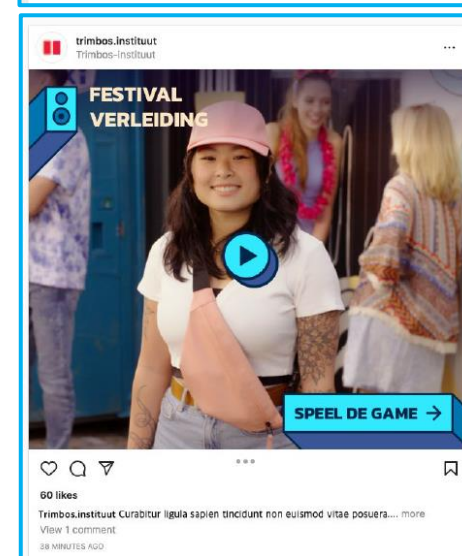 trimbos.instituut
Trimbos-instituut
FESTIVAL
VERLEIDING
SPEEL DE GAME →
60 likes
Trimbos.instituut Curabitur ligula sapien tincidunt non euismod vitae posuera.... more
View 1 comment
38 MINUTES AGO